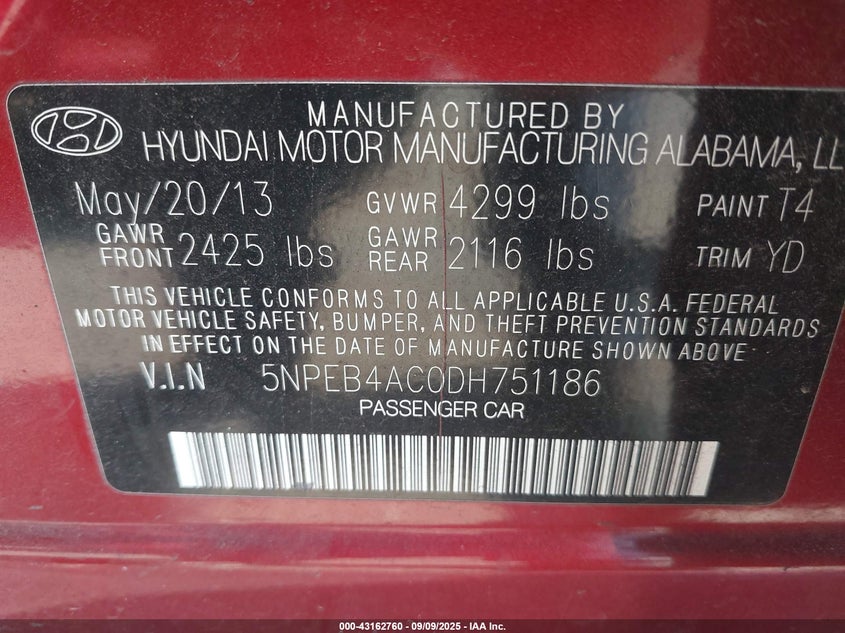 MANUFACTURED BY
HYUNDAI MOTOR MANUFACTURING ALABAMA, LL
May/20/13 GVWR 4299 lbs PAINT T4
GAWR FRONT 2425 lbs GAWR REAR 2116 lbs TRIM YD
THIS VEHICLE CONFORMS TO ALL APPLICABLE U.S.A. FEDERAL
MOTOR VEHICLE SAFETY, BUMPER, AND THEFT PREVENTION STANDARDS
IN EFFECT ON THE DATE OF MANUFACTURE SHOWN ABOVE
V.I.N 5NPEB4AC0DH751186
PASSENGER CAR
000-43162760 - 09/09/2025 - IAA Inc.